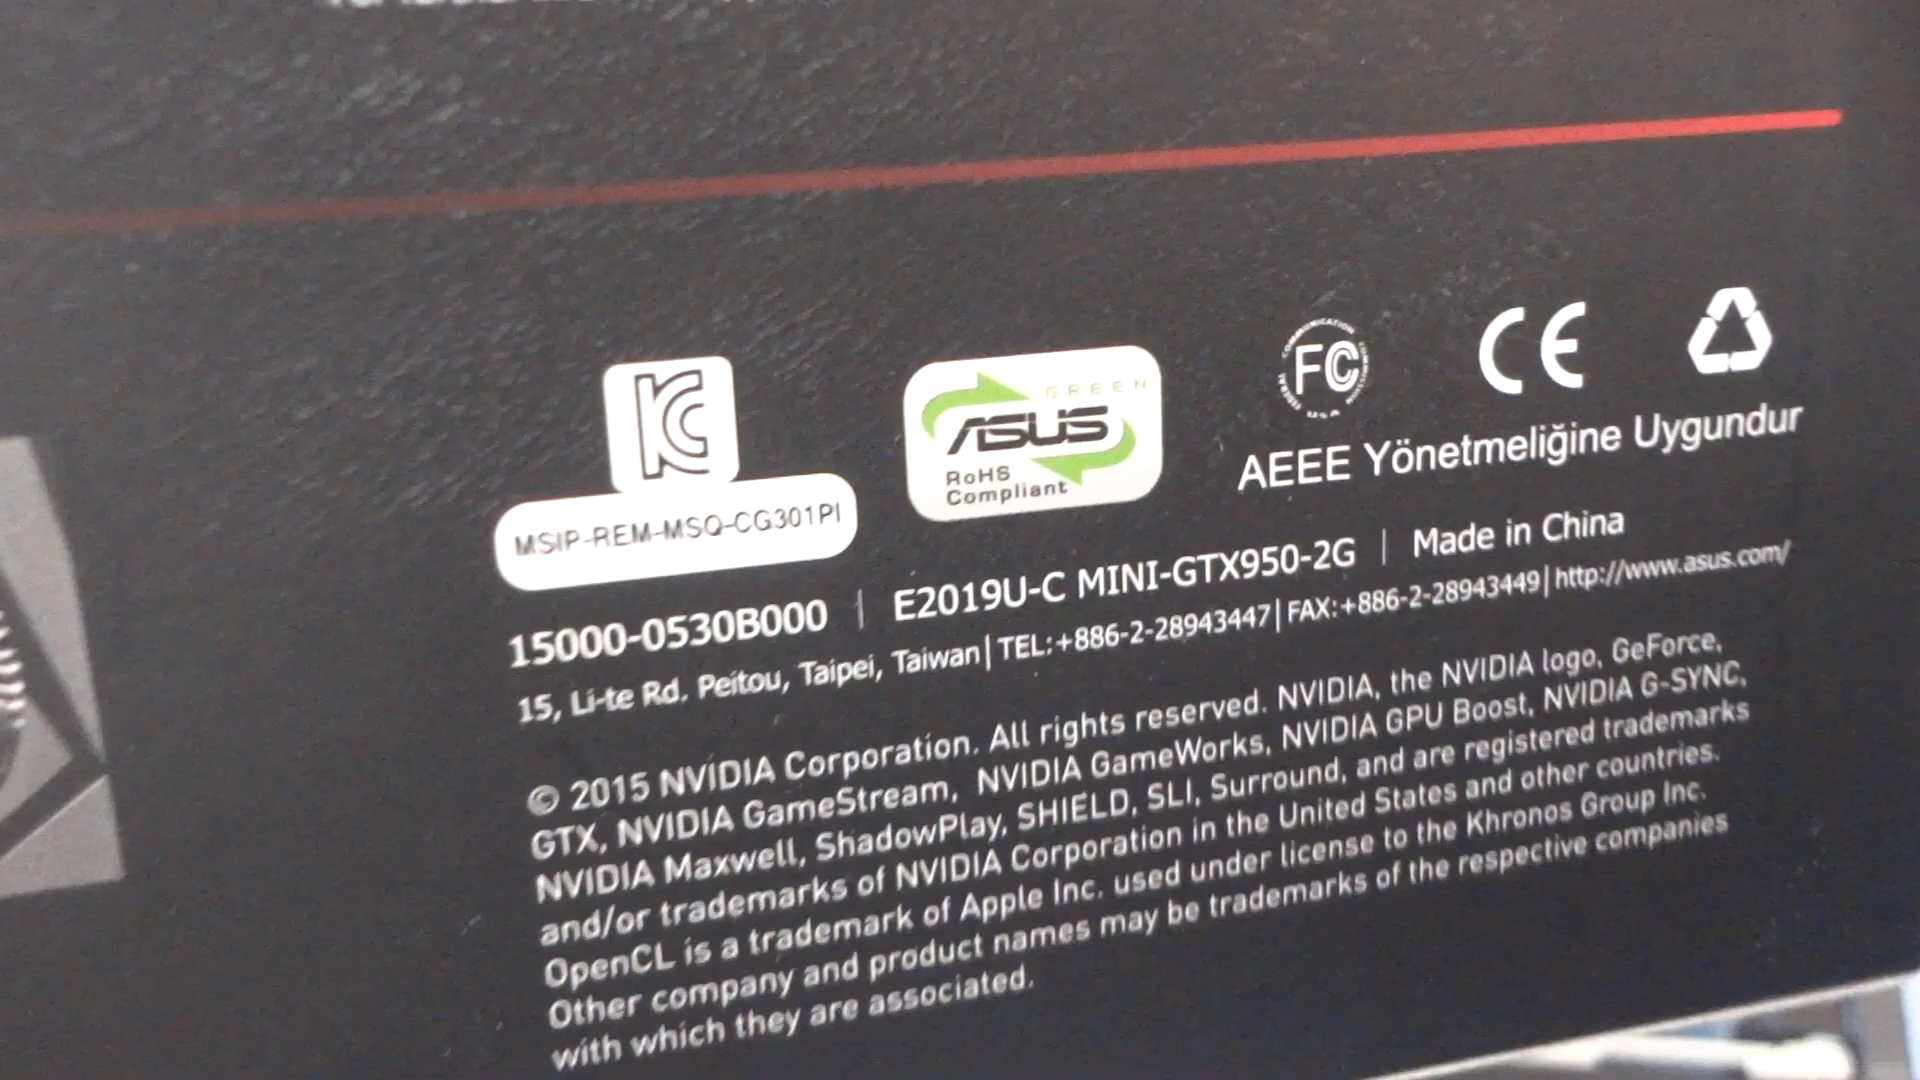 KC
MSIP-REM-MSQ-CG301PI
GREEN
ASUS
RoHS
Compliant
COMMUNICATION COMMISSION FEDERAL
FC
USA
CE
AEEE Yönetmeliğine Uygundur
15000-0530B000 | E2019U-C MINI-GTX950-2G | Made in China
15, Li-te Rd. Peitou, Taipei, Taiwan| TEL:+886-2-28943447| FAX:+886-2-28943449| http://www.asus.com/
© 2015 NVIDIA Corporation. All rights reserved. NVIDIA, the NVIDIA logo, GeForce,
GTX, NVIDIA GameStream, NVIDIA GameWorks, NVIDIA GPU Boost, NVIDIA G-SYNC,
NVIDIA Maxwell, ShadowPlay, SHIELD, SLI, Surround, and are registered trademarks
and/or trademarks of NVIDIA Corporation in the United States and other countries.
OpenCL is a trademark of Apple Inc. used under license to the Khronos Group Inc.
Other company and product names may be trademarks of the respective companies
with which they are associated.